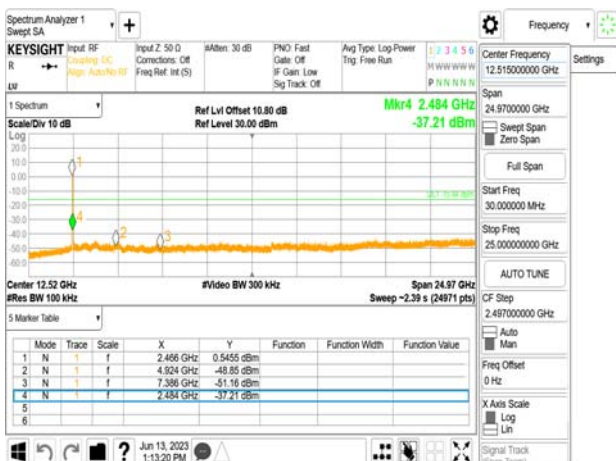 Spectrum Analyzer 1
Swept SA
Frequency
KEYSIGHT
R
Input: RF
Coupling: DC
Align: Auto/No RF
Input Z: 50 Ω
Corrections: Off
Freq Ref: Int (S)
#Atten: 30 dB
PNO: Fast
Gate: Off
IF Gain: Low
Sig Track: Off
Avg Type: Log-Power
Trig: Free Run
1 2 3 4 5 6
M W W W W W
P N N N N N
1 Spectrum
Scale/Div 10 dB
Ref Lvl Offset 10.80 dB
Ref Level 30.00 dBm
Mkr4 2.484 GHz
-37.21 dBm
Log
20.0
10.0
0.00
-10.0
-20.0
-30.0
-40.0
-50.0
-60.0
1
4
2
3
Center 12.52 GHz
#Res BW 100 kHz
#Video BW 300 kHz
Span 24.97 GHz
Sweep ~2.39 s (24971 pts)
5 Marker Table
Mode Trace Scale X Y Function Function Width Function Value
1 N 1 f 2.466 GHz 0.5455 dBm
2 N 1 f 4.924 GHz -48.85 dBm
3 N 1 f 7.386 GHz -51.16 dBm
4 N 1 f 2.484 GHz -37.21 dBm
5
6
Jun 13, 2023
1:13:20 PM
Center Frequency
12.515000000 GHz
Settings
Span
24.9700000 GHz
Swept Span
Zero Span
Full Span
Start Freq
30.000000 MHz
Stop Freq
25.000000000 GHz
AUTO TUNE
CF Step
2.497000000 GHz
Auto
Man
Freq Offset
0 Hz
X Axis Scale
Log
Lin
Signal Track